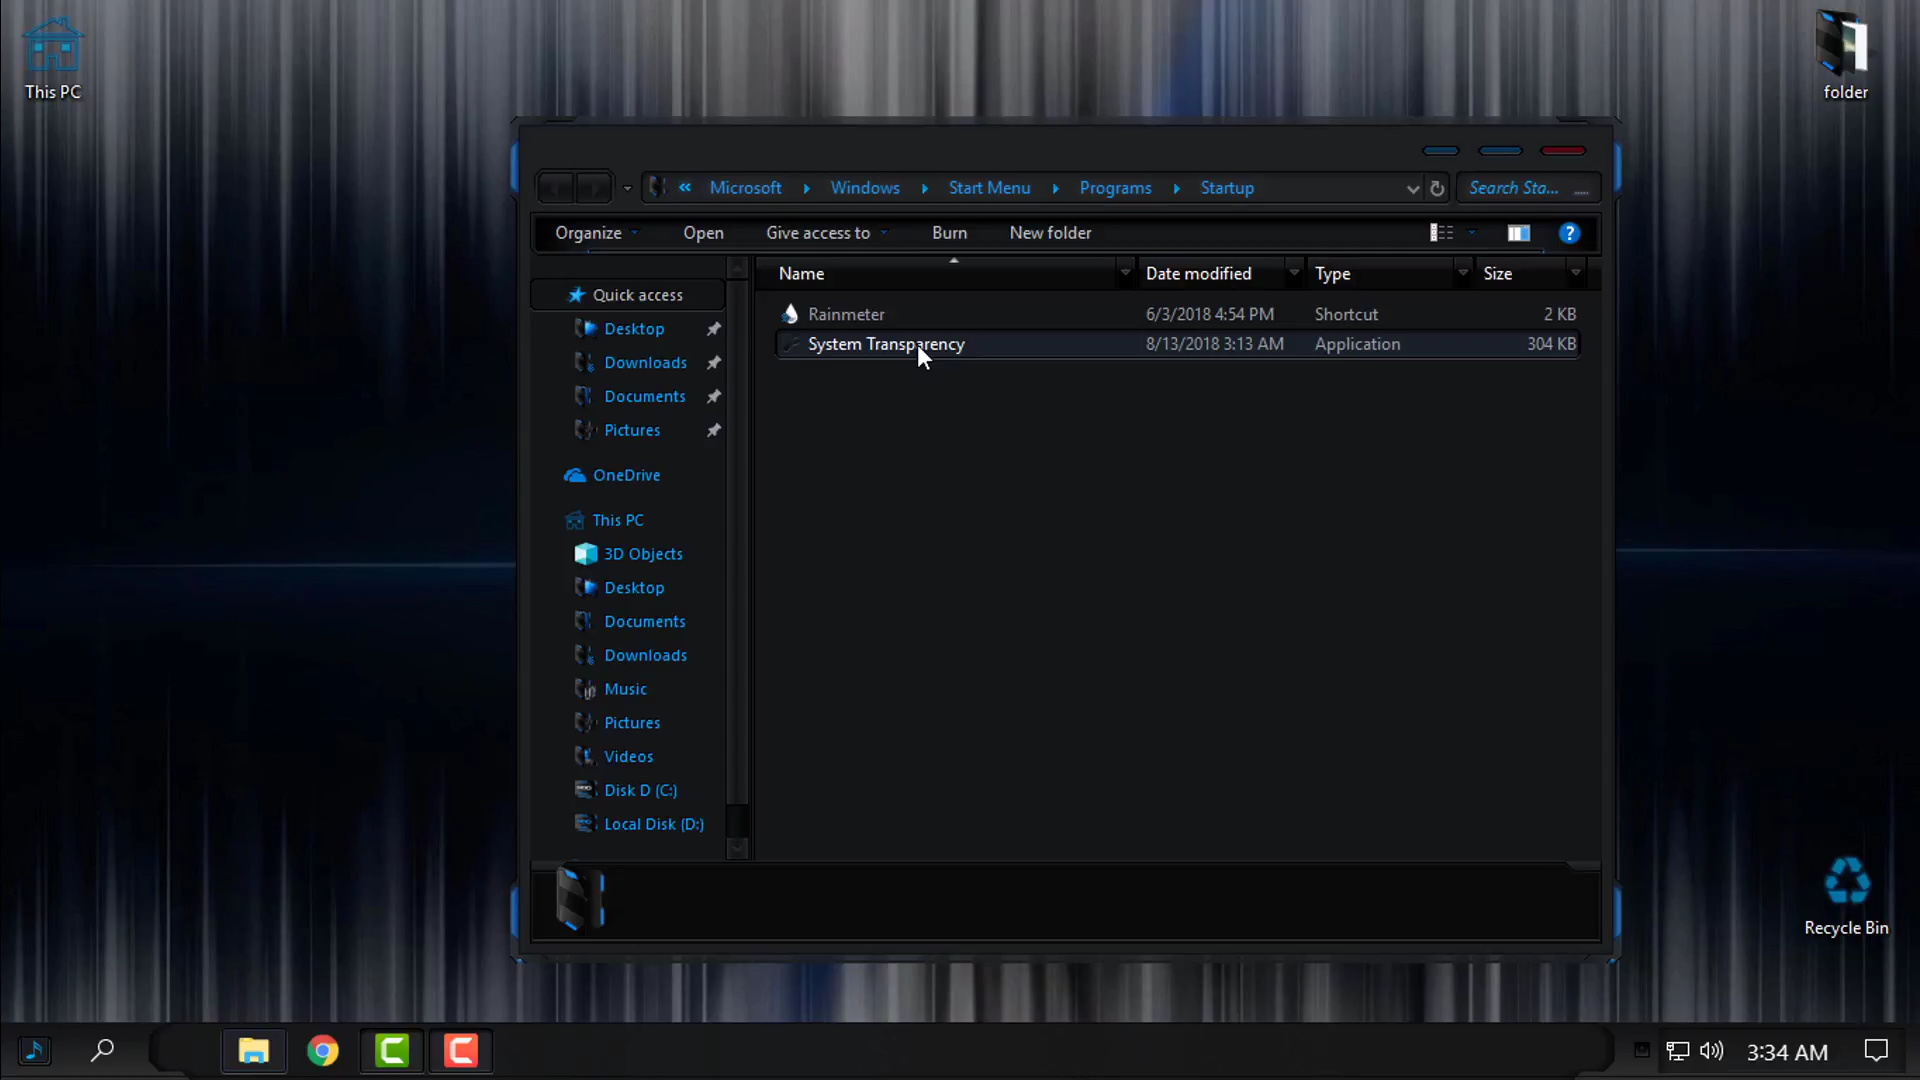 This PC
folder
« Microsoft Windows Start Menu Programs Startup
Search Sta...
Organize Open Give access to Burn New folder
?
Name Date modified Type Size
Quick access
Desktop
Downloads
Documents
Pictures
OneDrive
This PC
3D Objects
Desktop
Documents
Downloads
Music
Pictures
Videos
Disk D (C:)
Local Disk (D:)
Rainmeter 6/3/2018 4:54 PM Shortcut 2 KB
System Transparency 8/13/2018 3:13 AM Application 304 KB
Recycle Bin
C C
3:34 AM